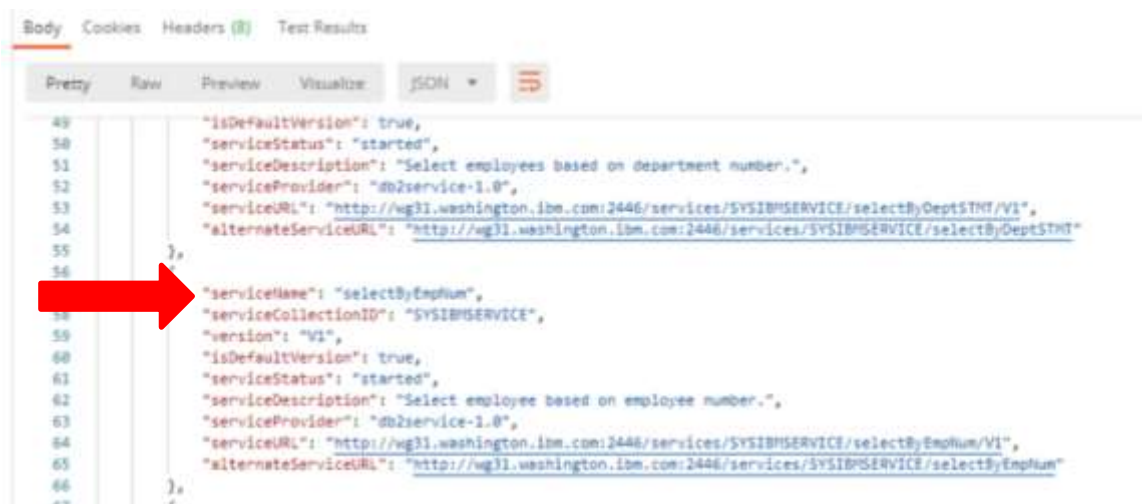 Body Cookies Headers (8) Test Results
Pretty Raw Preview Visualize JSON
49 "isDefaultVersion": true,
50 "serviceStatus": "started",
51 "serviceDescription": "Select employees based on department number.",
52 "serviceProvider": "db2service-1.0",
53 "serviceURL": "http://wg31.washington.ibm.com:2446/services/SYSIBMSERVICE/selectByDeptSTMT/V1",
54 "alternateServiceURL": "http://wg31.washington.ibm.com:2446/services/SYSIBMSERVICE/selectByDeptSTMT"
55 },
56 {
"serviceName": "selectByEmpNum",
58 "serviceCollectionID": "SYSIBMSERVICE",
59 "version": "V1",
60 "isDefaultVersion": true,
61 "serviceStatus": "started",
62 "serviceDescription": "Select employee based on employee number.",
63 "serviceProvider": "db2service-1.0",
64 "serviceURL": "http://wg31.washington.ibm.com:2446/services/SYSIBMSERVICE/selectByEmpNum/V1",
65 "alternateServiceURL": "http://wg31.washington.ibm.com:2446/services/SYSIBMSERVICE/selectByEmpNum"
66 },